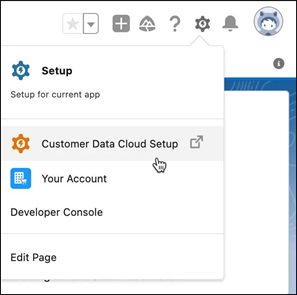 Setup
Setup for current app
Customer Data Cloud Setup
Your Account
Developer Console
Edit Page